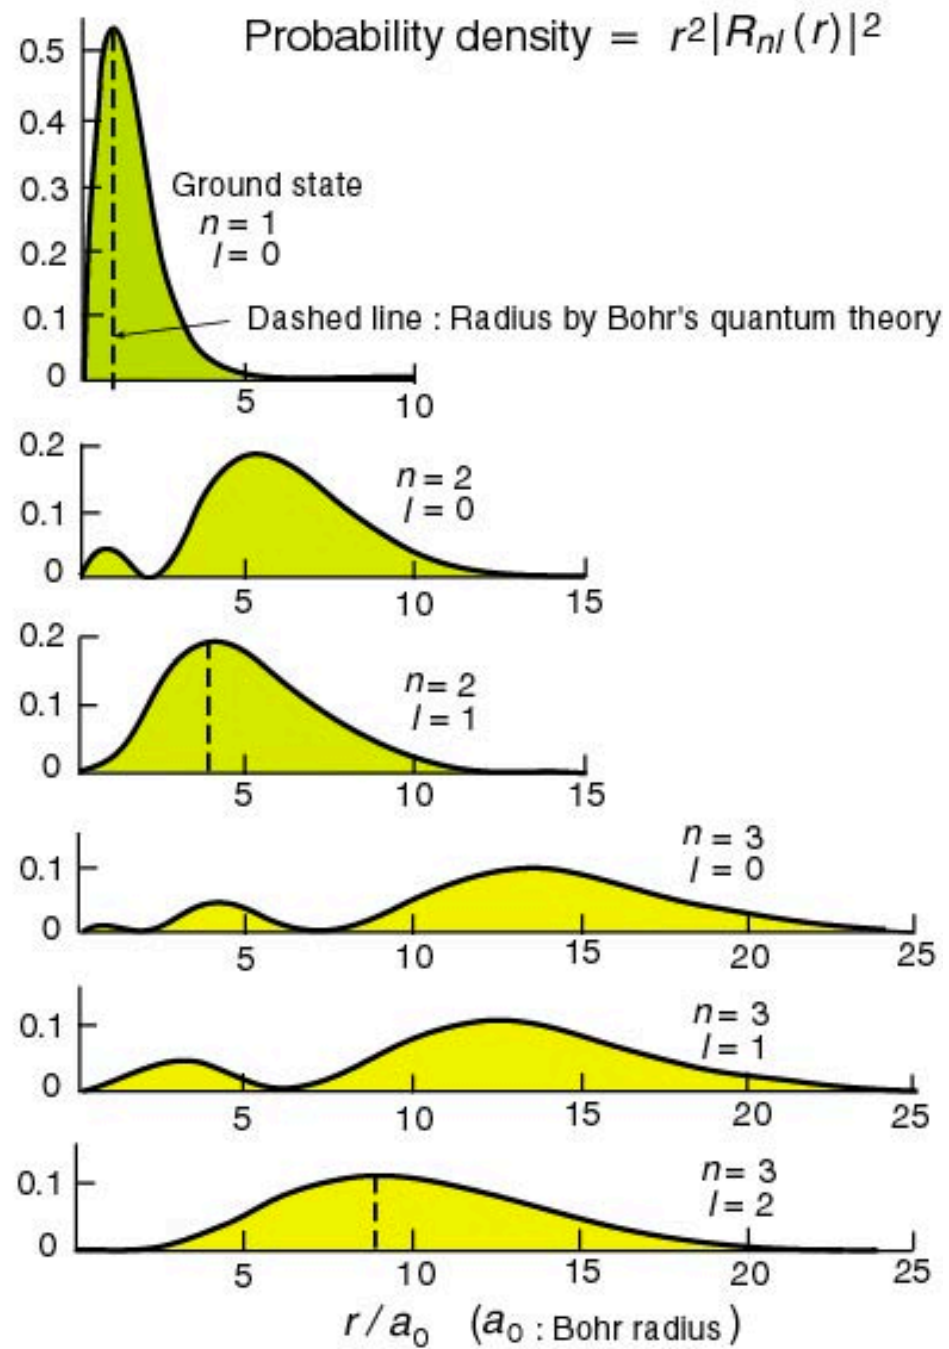 Probability density = r²|Rₙₗ(r)|²
0.5
0.4
0.3
0.2
0.1
0
Ground state
n = 1
l = 0
Dashed line : Radius by Bohr's quantum theory
5 10
0.2
0.1
0
n = 2
l = 0
5 10 15
0.2
0.1
0
n = 2
l = 1
5 10 15
0.1
0
n = 3
l = 0
5 10 15 20 25
0.1
0
n = 3
l = 1
5 10 15 20 25
0.1
0
n = 3
l = 2
5 10 15 20 25
r/a₀ (a₀ : Bohr radius)